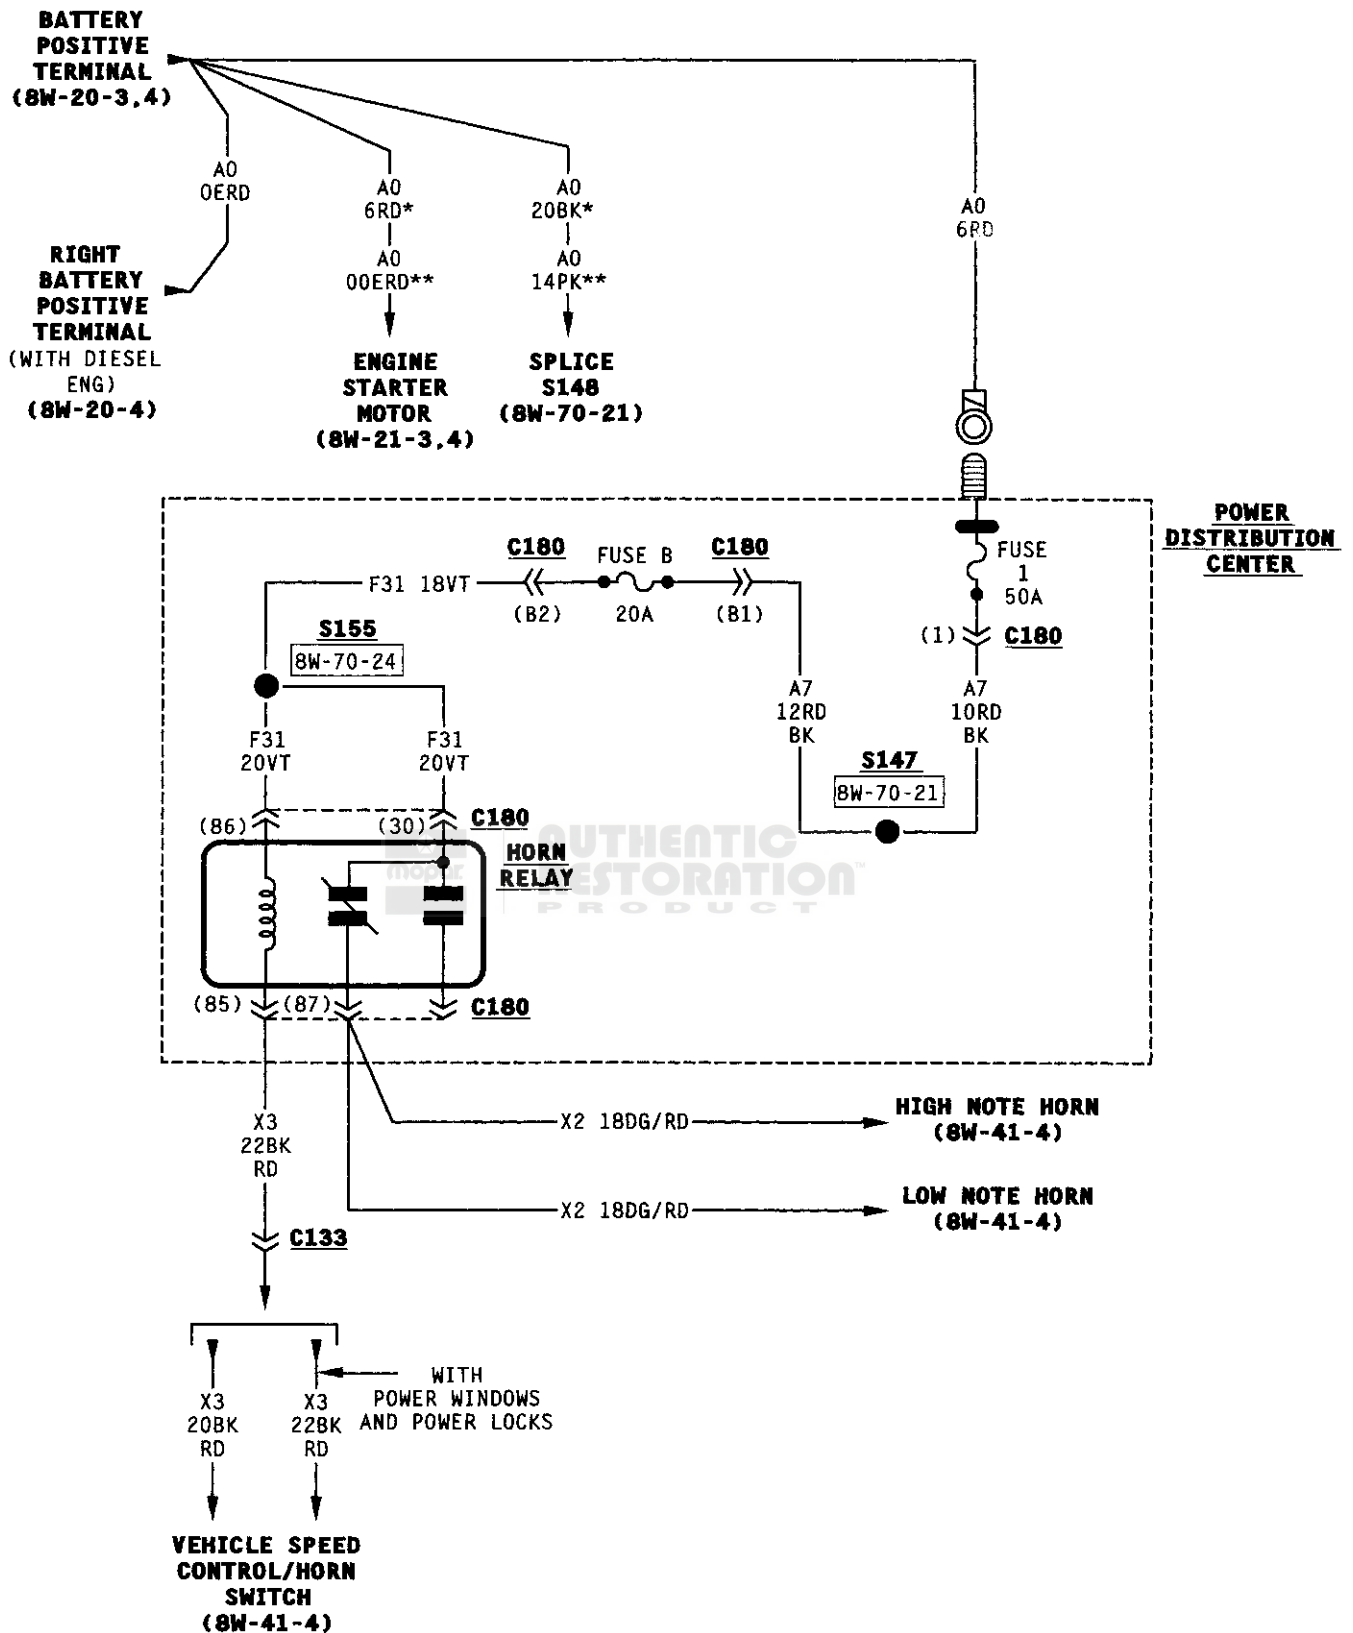 BATTERY
POSITIVE
TERMINAL
(8W-20-3,4)
A0
0ERD
A0
6RD*
A0
20BK*
A0
6RD
A0
00ERD**
A0
14PK**
RIGHT
BATTERY
POSITIVE
TERMINAL
(WITH DIESEL
ENG)
(8W-20-4)
ENGINE
STARTER
MOTOR
(8W-21-3,4)
SPLICE
S148
(8W-70-21)
POWER
DISTRIBUTION
CENTER
C180
FUSE B
C180
FUSE
1
50A
F31 18VT
(B2)
20A
(B1)
S155
8W-70-24
(1)
C180
A7
12RD
BK
A7
10RD
BK
F31
20VT
F31
20VT
S147
8W-70-21
(86)
(30)
C180
HORN
RELAY
mopar
AUTHENTIC
RESTORATION™
PRODUCT
(85)
(87)
C180
X2 18DG/RD
HIGH NOTE HORN
(8W-41-4)
X3
22BK
RD
X2 18DG/RD
LOW NOTE HORN
(8W-41-4)
C133
WITH
POWER WINDOWS
AND POWER LOCKS
X3
20BK
RD
X3
22BK
RD
VEHICLE SPEED
CONTROL/HORN
SWITCH
(8W-41-4)